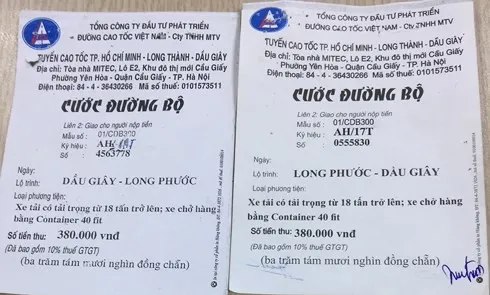 TỔNG CÔNG TY ĐẦU TƯ PHÁT TRIỂN
ĐƯỜNG CAO TỐC VIỆT NAM - Cty TNHH MTV
TUYẾN CAO TỐC TP. HỒ CHÍ MINH - LONG THÀNH - DẦU GIÂY
Địa chỉ: Tòa nhà MITEC, Lô E2, Khu đô thị mới Cầu Giấy
Phường Yên Hòa - Quận Cầu Giấy - TP. Hà Nội
Điện thoại: 84 - 4-36430266 Mã số thuế: 0101573511
CƯỚC ĐƯỜNG BỘ
Liên 2: Giao cho người nộp tiền
Mẫu số : 01/CDB300
Ký hiệu : AH/17T
Số : 4563778
Ngày:
Lộ trình: DẦU GIÂY - LONG PHƯỚC
Loại phương tiện:
Xe tải có tải trọng từ 18 tấn trở lên; xe chở hàng
bằng Container 40 fit
Số tiền thu: 380.000 vnđ
(Đã bao gồm 10% thuế GTGT)
(ba trăm tám mươi nghìn đồng chẵn)
TỔNG CÔNG TY ĐẦU TƯ PHÁT TRIỂN
ĐƯỜNG CAO TỐC VIỆT NAM - Cty TNHH MTV
TUYẾN CAO TỐC TP. HỒ CHÍ MINH - LONG THÀNH - DẦU GIÂY
Địa chỉ: Tòa nhà MITEC, Lô E2, Khu đô thị mới Cầu Giấy
Phường Yên Hòa - Quận Cầu Giấy - TP. Hà Nội
Điện thoại: 84 - 4-36430266 Mã số thuế: 0101573511
CƯỚC ĐƯỜNG BỘ
Liên 2: Giao cho người nộp tiền
Mẫu số : 01/CDB300
Ký hiệu : AH/17T
Số : 0555830
Ngày:
Lộ trình: LONG PHƯỚC - DẦU GIÂY
Loại phương tiện:
Xe tải có tải trọng từ 18 tấn trở lên; xe chở hàng
bằng Container 40 fit
Số tiền thu: 380.000 vnđ
(Đã bao gồm 10% thuế GTGT)
(ba trăm tám mươi nghìn đồng chẵn)